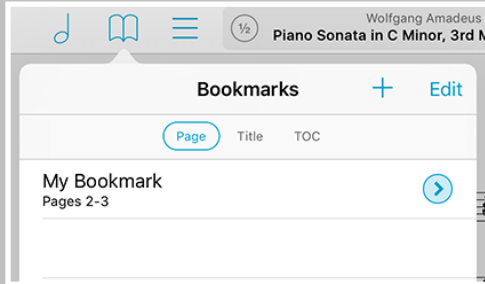 ½
Wolfgang Amadeus
Piano Sonata in C Minor, 3rd
Bookmarks + Edit
Page Title TOC
My Bookmark
Pages 2-3